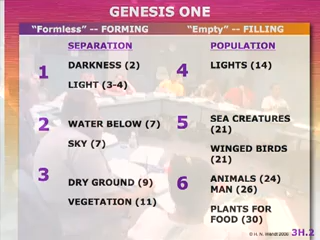 GENESIS ONE
"Formless" -- FORMING
"Empty" -- FILLING
SEPARATION
1
DARKNESS (2)
LIGHT (3-4)
2
WATER BELOW (7)
SKY (7)
3
DRY GROUND (9)
VEGETATION (11)
POPULATION
4
LIGHTS (14)
5
SEA CREATURES
(21)
WINGED BIRDS
(21)
6
ANIMALS (24)
MAN (26)
PLANTS FOR
FOOD (30)
3H.2